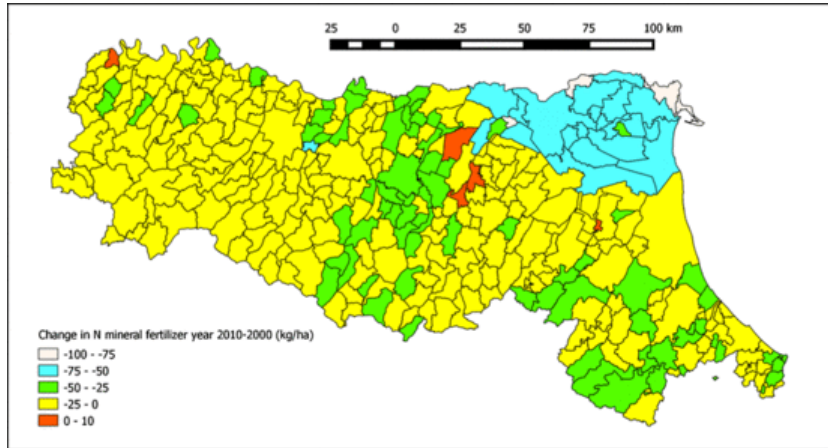 25 0 25 50 75 100 km
Change in N mineral fertilizer year 2010-2000 (kg/ha)
-100 - -75
-75 - -50
-50 - -25
-25 - 0
0 - 10